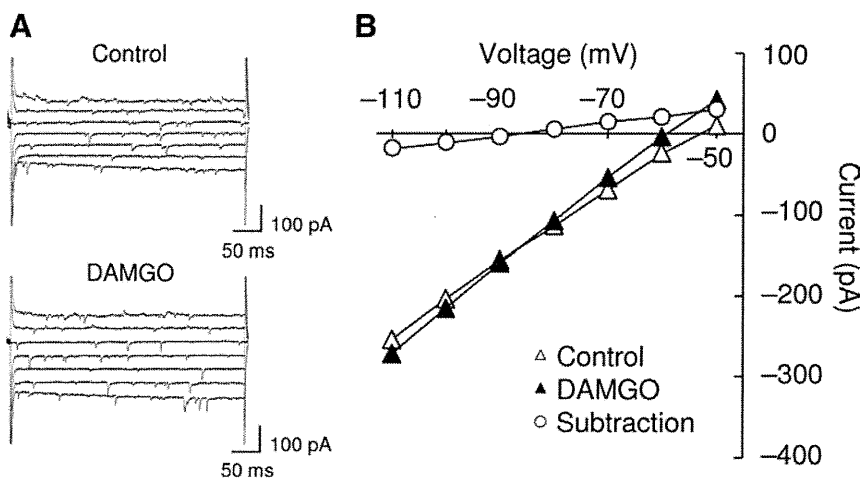 A
Control
100 pA
50 ms
DAMGO
100 pA
50 ms
B
Voltage (mV)
–110
–90
–70
–50
100
0
–100
–200
–300
–400
Current (pA)
Control
DAMGO
Subtraction